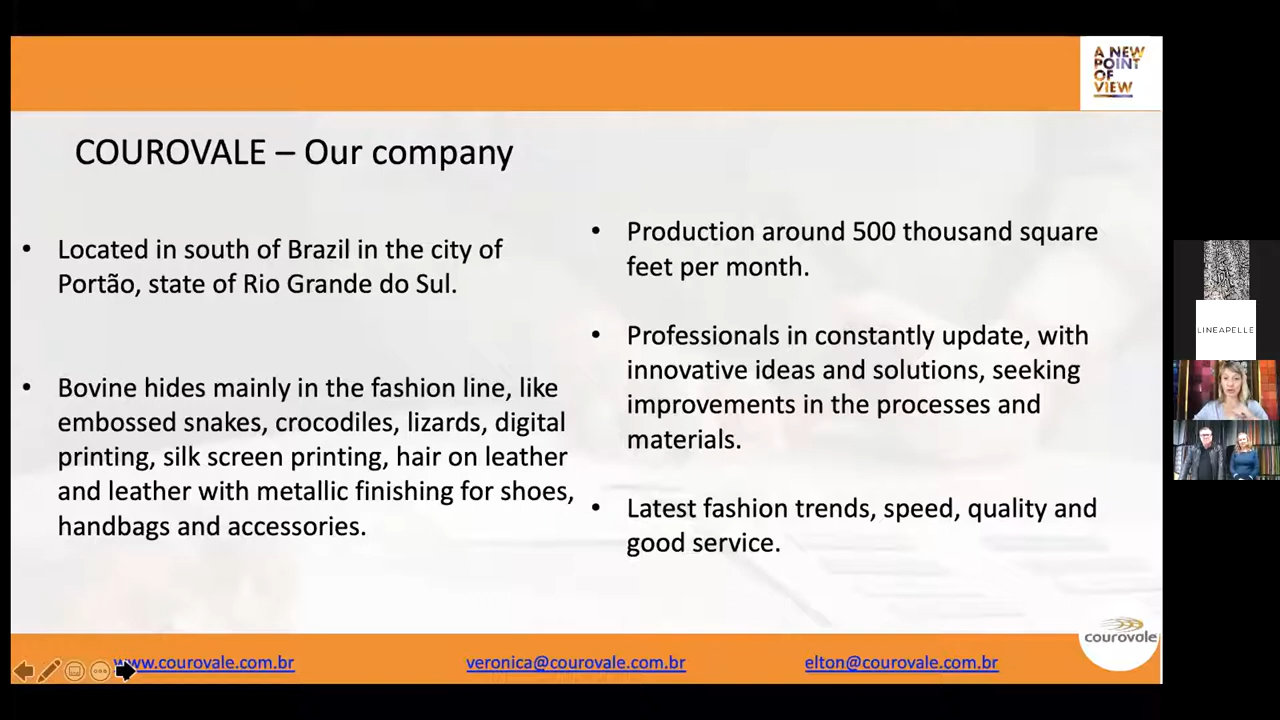 A NEW
POINT
OF
VIEW
COUROVALE – Our company
• Located in south of Brazil in the city of
Portão, state of Rio Grande do Sul.
• Bovine hides mainly in the fashion line, like
embossed snakes, crocodiles, lizards, digital
printing, silk screen printing, hair on leather
and leather with metallic finishing for shoes,
handbags and accessories.
• Production around 500 thousand square
feet per month.
• Professionals in constantly update, with
innovative ideas and solutions, seeking
improvements in the processes and
materials.
• Latest fashion trends, speed, quality and
good service.
LINEAPELLE
courovale
www.courovale.com.br
veronica@courovale.com.br
elton@courovale.com.br